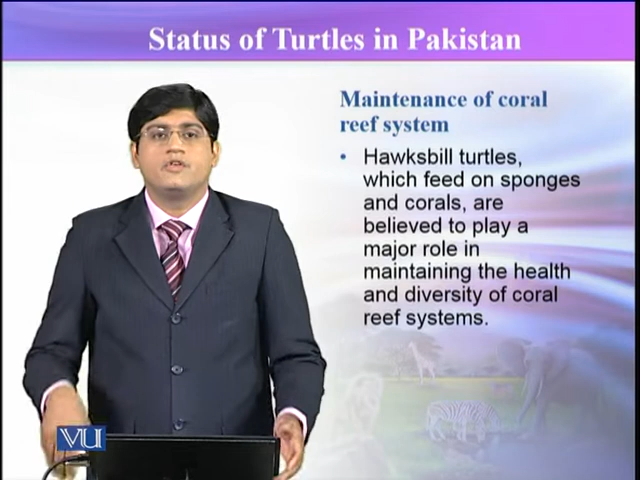 Status of Turtles in Pakistan
Maintenance of coral
reef system
• Hawksbill turtles,
which feed on sponges
and corals, are
believed to play a
major role in
maintaining the health
and diversity of coral
reef systems.
VU